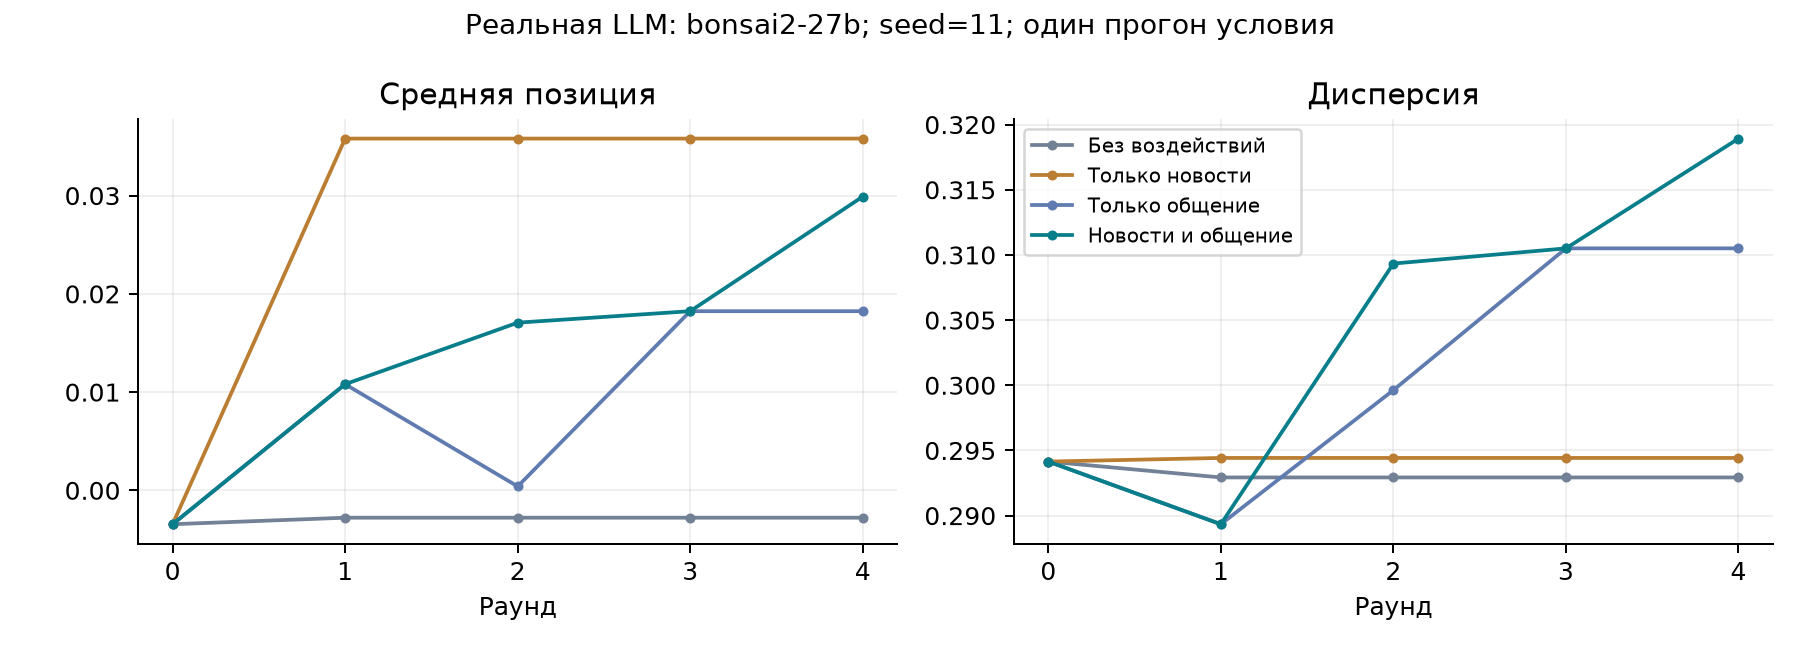 Реальная LLM: bonsai2-27b; seed=11; один прогон условия
Средняя позиция
0.03
0.02
0.01
0.00
0 1 2 3 4
Раунд
Дисперсия
0.320
0.315
0.310
0.305
0.300
0.295
0.290
Без воздействий
Только новости
Только общение
Новости и общение
0 1 2 3 4
Раунд